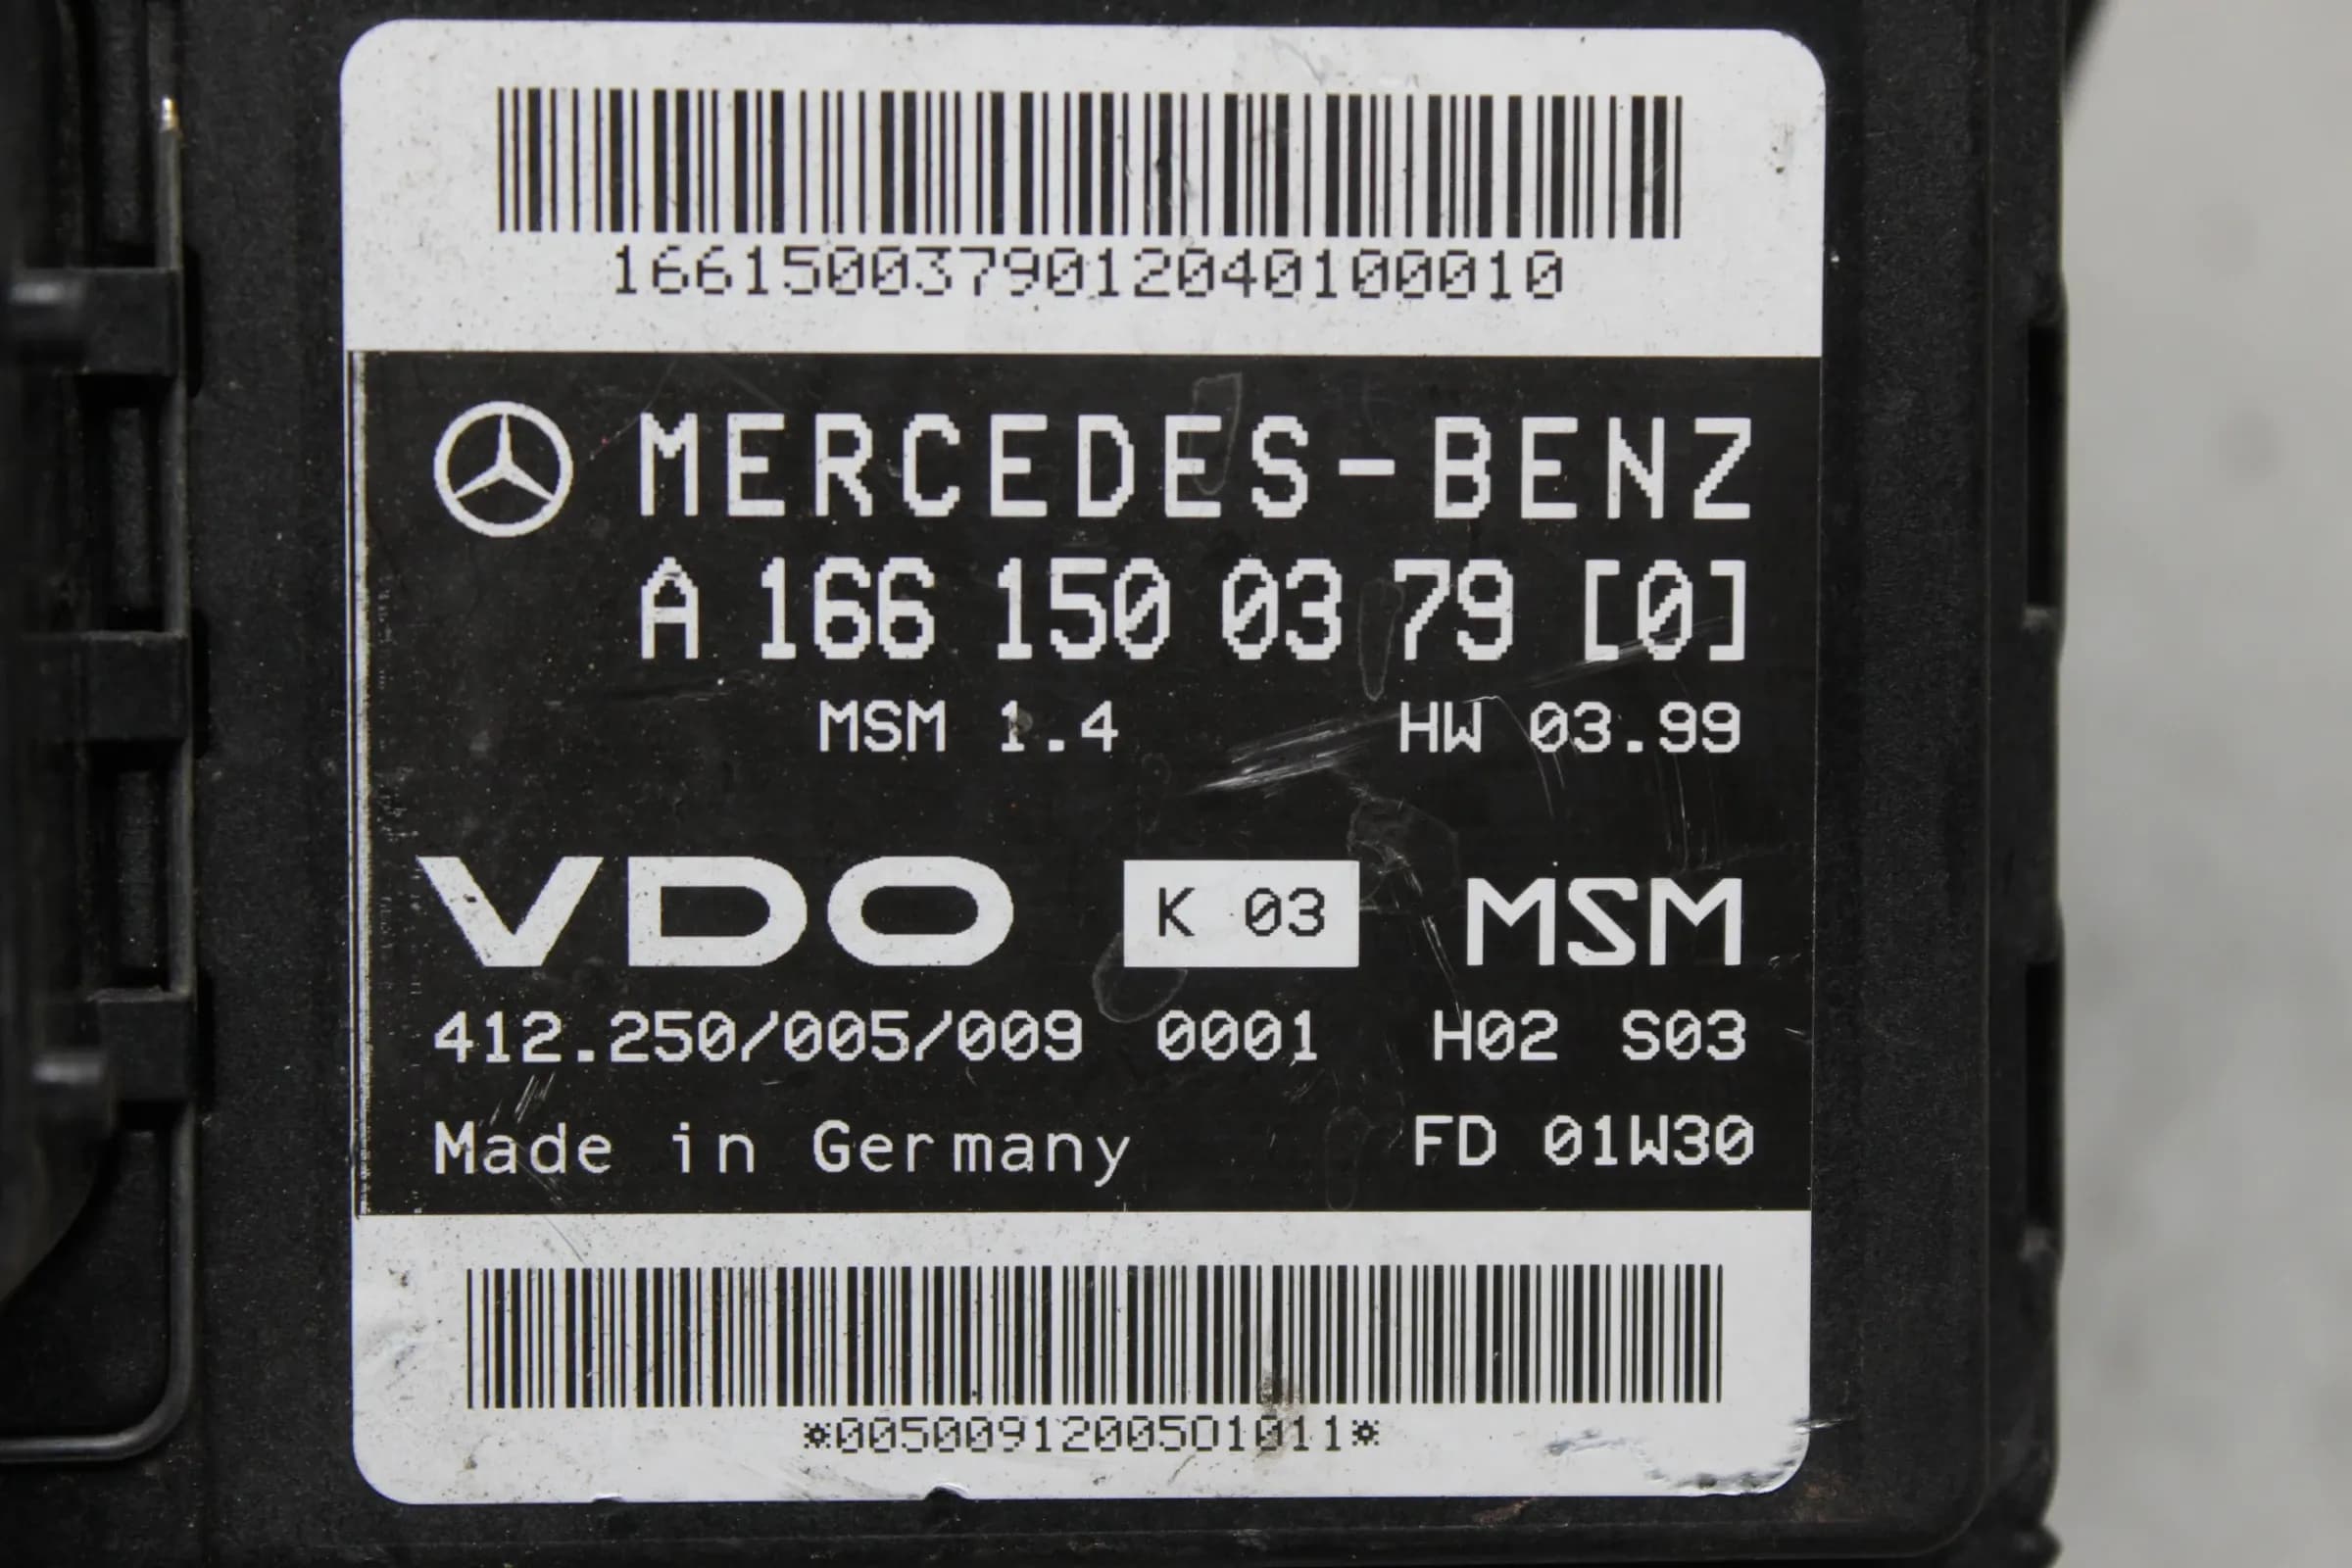 1661500379012040100010
MERCEDES-BENZ
A 166 150 03 79 [0]
MSM 1.4 HW 03.99
VDO K 03 MSM
412.250/005/009 0001 H02 S03
Made in Germany FD 01W30
*00500912005O1011*